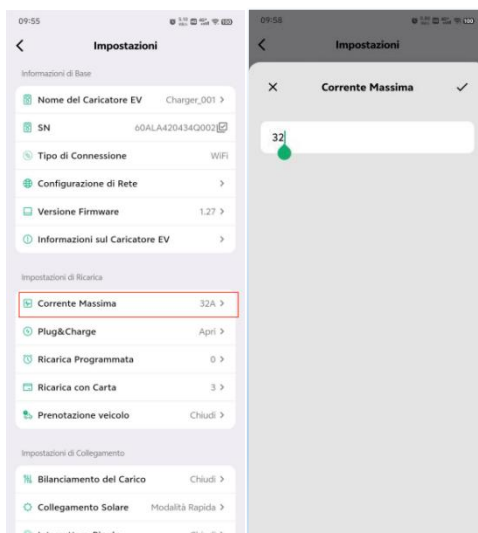 09:55
Impostazioni
Informazioni di Base
Nome del Caricatore EV Charger_001 >
SN 60ALA420434Q002
Tipo di Connessione WiFi
Configurazione di Rete >
Versione Firmware 1.27 >
Informazioni sul Caricatore EV >
Impostazioni di Ricarica
Corrente Massima 32A >
Plug&Charge Apri >
Ricarica Programmata 0 >
Ricarica con Carta 3 >
Prenotazione veicolo Chiudi >
Impostazioni di Collegamento
Bilanciamento del Carico Chiudi >
Collegamento Solare Modalità Rapida >
09:58
Impostazioni
Corrente Massima
32